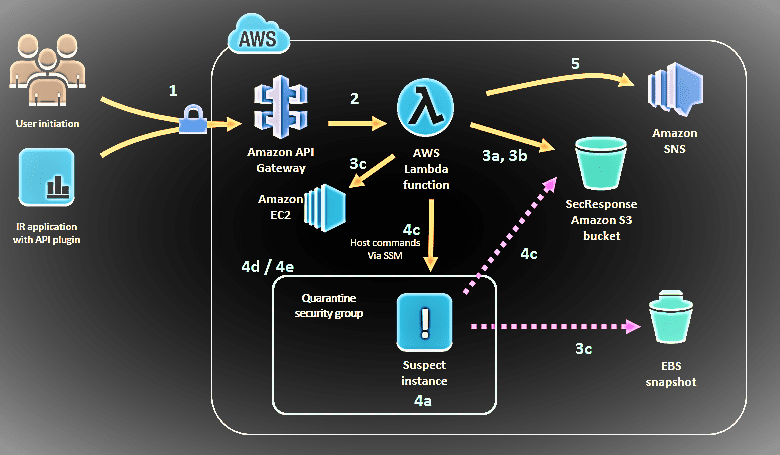 AWS
1
User initiation
IR application
with API plugin
Amazon API
Gateway
2
AWS
Lambda
function
5
Amazon
SNS
3a, 3b
SecResponse
Amazon S3
bucket
3c
Amazon
EC2
4c
Host commands
Via SSM
4c
4d / 4e
Quarantine
security group
Suspect
instance
4a
3c
EBS
snapshot